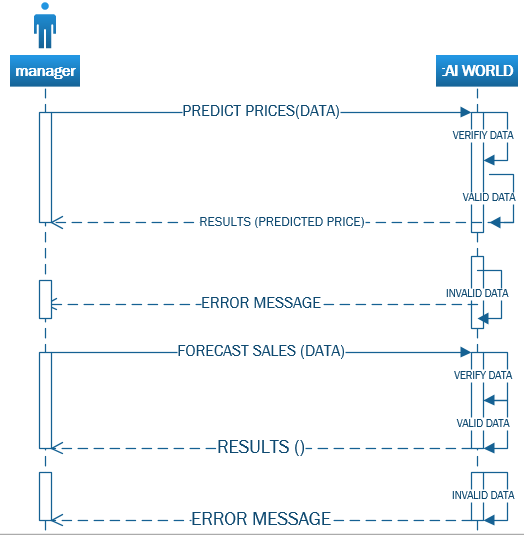 manager
:AI WORLD
PREDICT PRICES(DATA)
VERIFIY DATA
VALID DATA
RESULTS (PREDICTED PRICE)
INVALID DATA
ERROR MESSAGE
FORECAST SALES (DATA)
VERIFY DATA
VALID DATA
RESULTS ()
INVALID DATA
ERROR MESSAGE